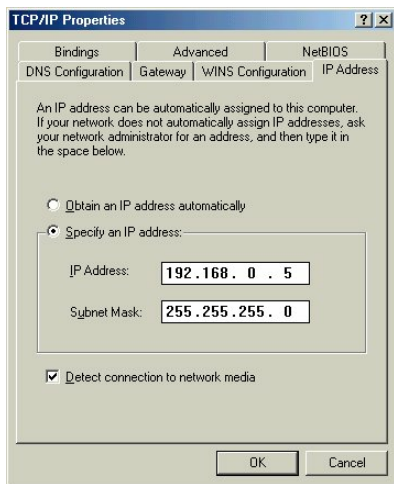 TCP/IP Properties
Bindings Advanced NetBIOS
DNS Configuration Gateway WINS Configuration IP Address
An IP address can be automatically assigned to this computer.
If your network does not automatically assign IP addresses, ask
your network administrator for an address, and then type it in
the space below.
Obtain an IP address automatically
Specify an IP address:
IP Address: 192.168. 0 . 5
Subnet Mask: 255.255.255. 0
Detect connection to network media
OK Cancel